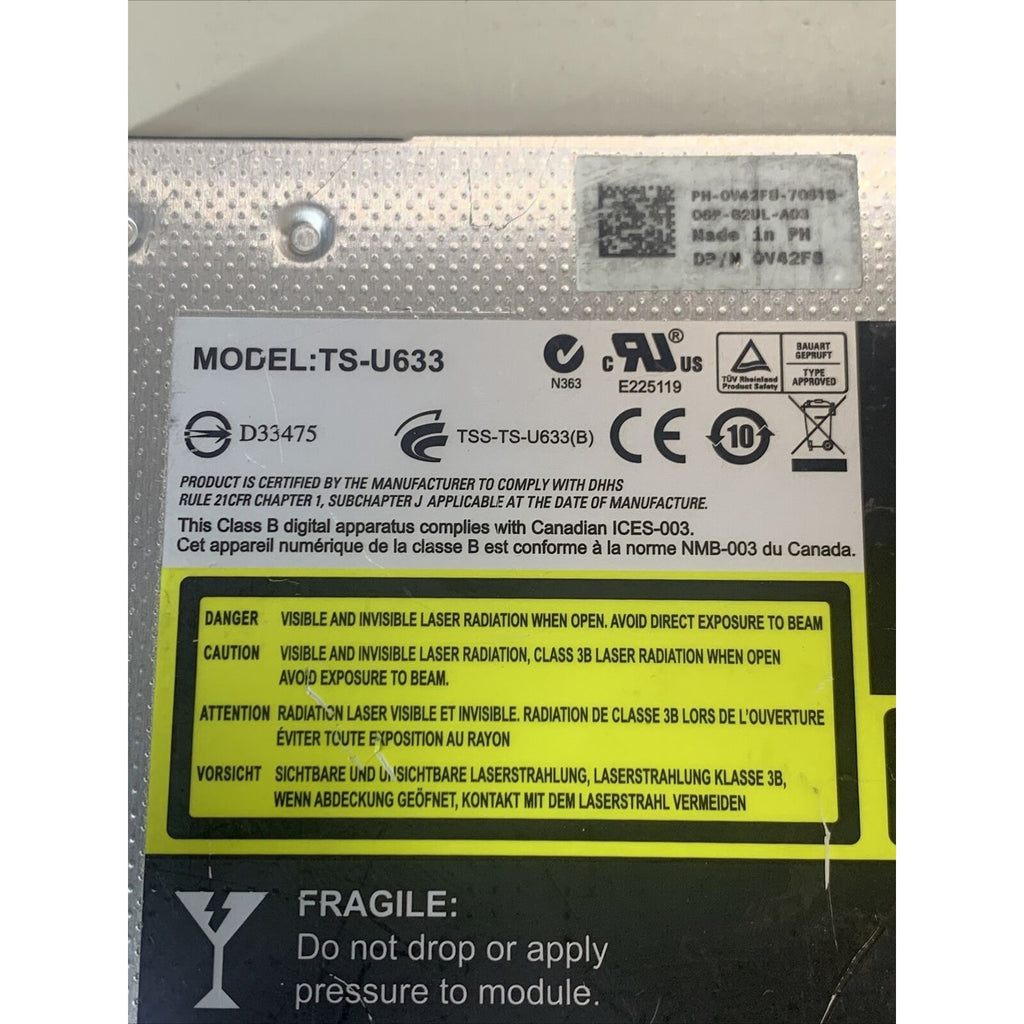 PH-0V42F8-70618-
06P-82UL-A03
Made in PH
DP/N 0V42F8
MODEL:TS-U633
N363
c RU ® US
E225119
TÜV Rheinland
Product Safety
BAUART
GEPRÜFT
TYPE
APPROVED
D33475
TSS-TS-U633(B)
CE
10
PRODUCT IS CERTIFIED BY THE MANUFACTURER TO COMPLY WITH DHHS
RULE 21CFR CHAPTER 1, SUBCHAPTER J APPLICABLE AT THE DATE OF MANUFACTURE.
This Class B digital apparatus complies with Canadian ICES-003.
Cet appareil numérique de la classe B est conforme à la norme NMB-003 du Canada.
DANGER VISIBLE AND INVISIBLE LASER RADIATION WHEN OPEN. AVOID DIRECT EXPOSURE TO BEAM
CAUTION VISIBLE AND INVISIBLE LASER RADIATION, CLASS 3B LASER RADIATION WHEN OPEN
AVOID EXPOSURE TO BEAM.
ATTENTION RADIATION LASER VISIBLE ET INVISIBLE. RADIATION DE CLASSE 3B LORS DE L'OUVERTURE
ÉVITER TOUTE EXPOSITION AU RAYON
VORSICHT SICHTBARE UND UNSICHTBARE LASERSTRAHLUNG, LASERSTRAHLUNG KLASSE 3B,
WENN ABDECKUNG GEÖFNET, KONTAKT MIT DEM LASERSTRAHL VERMEIDEN
FRAGILE:
Do not drop or apply
pressure to module.